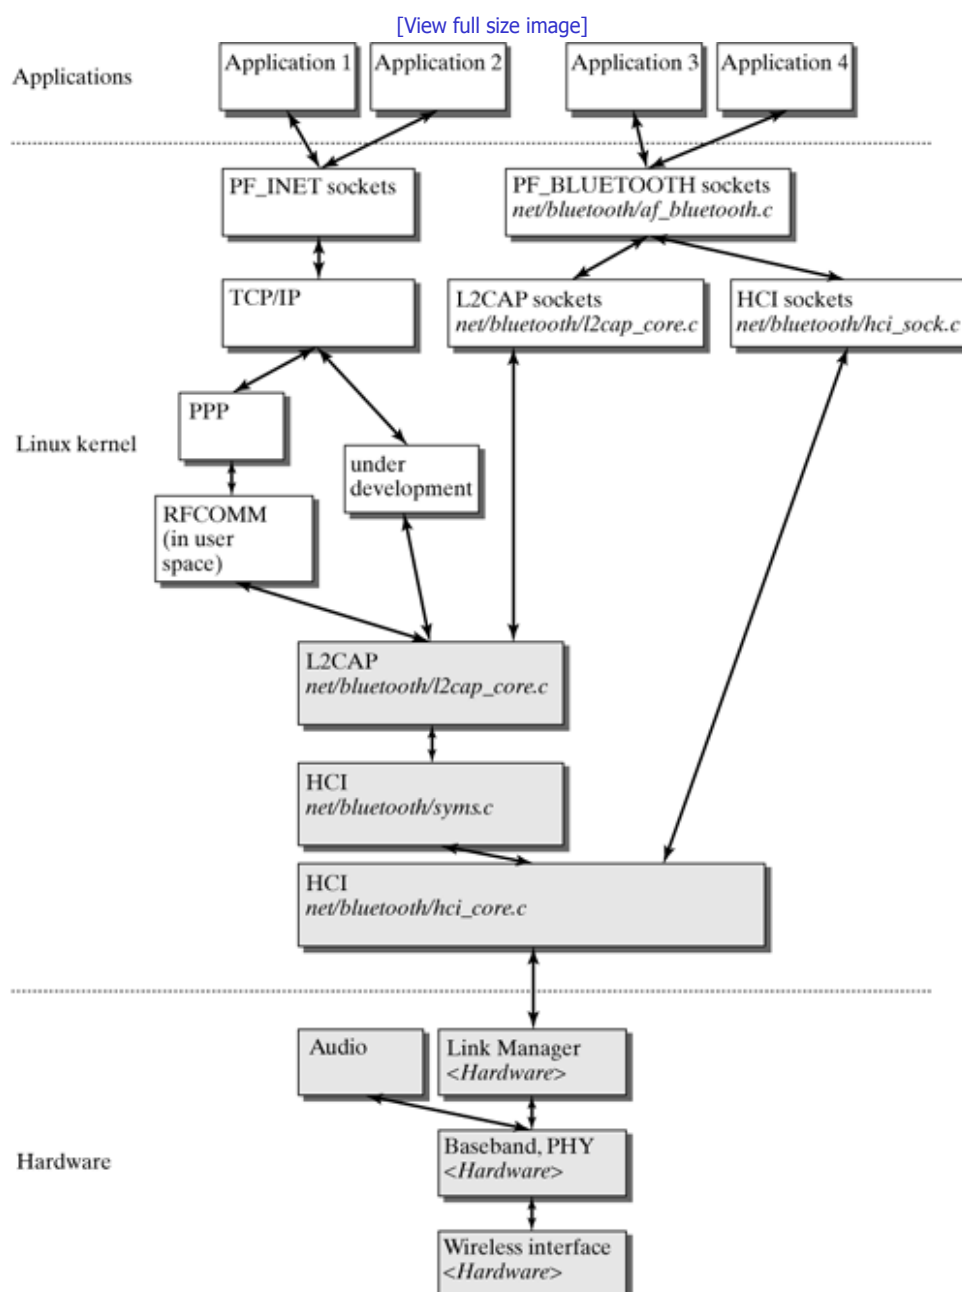 [View full size image]
Applications
Application 1
Application 2
Application 3
Application 4
PF_INET sockets
PF_BLUETOOTH sockets
net/bluetooth/af_bluetooth.c
TCP/IP
L2CAP sockets
net/bluetooth/l2cap_core.c
HCI sockets
net/bluetooth/hci_sock.c
Linux kernel
PPP
under
development
RFCOMM
(in user
space)
L2CAP
net/bluetooth/l2cap_core.c
HCI
net/bluetooth/syms.c
HCI
net/bluetooth/hci_core.c
Hardware
Audio
Link Manager
<Hardware>
Baseband, PHY
<Hardware>
Wireless interface
<Hardware>